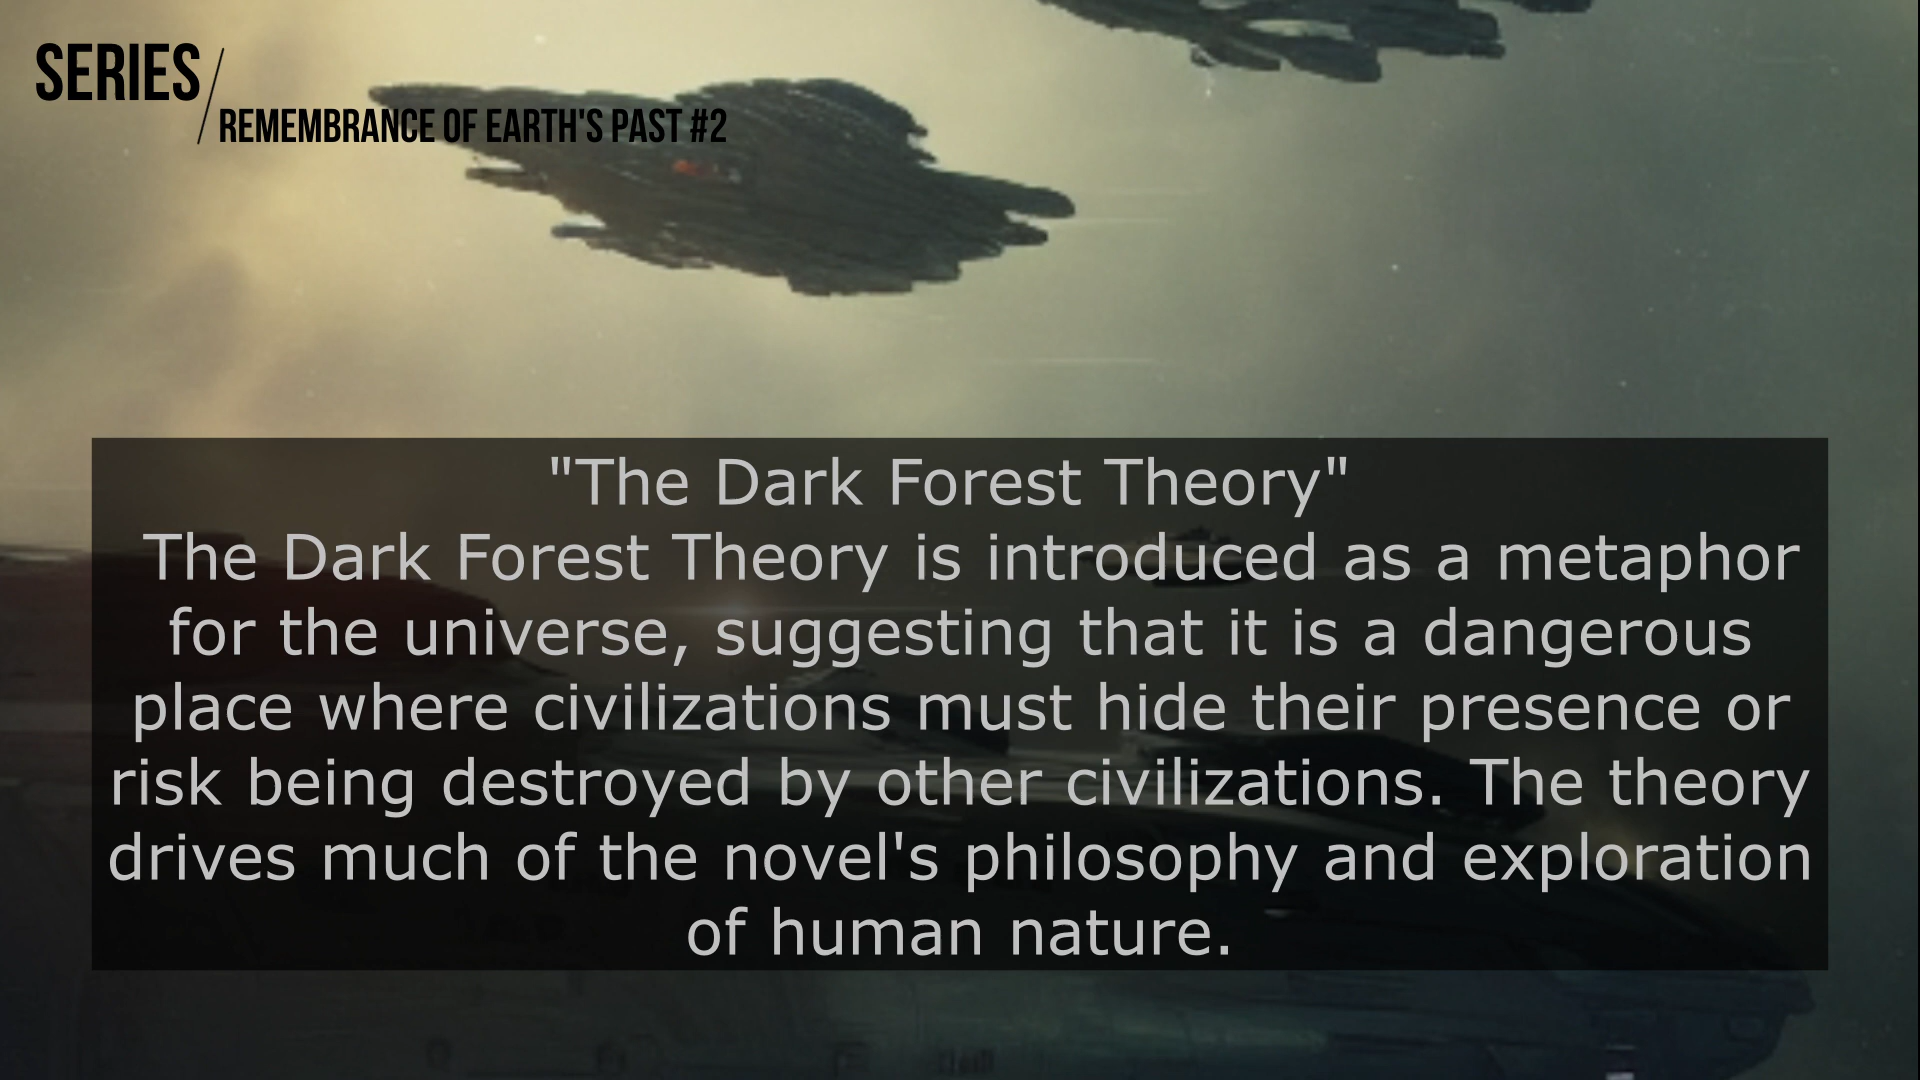 SERIES
REMEMBRANCE OF EARTH'S PAST #2
"The Dark Forest Theory"
The Dark Forest Theory is introduced as a metaphor
for the universe, suggesting that it is a dangerous
place where civilizations must hide their presence or
risk being destroyed by other civilizations. The theory
drives much of the novel's philosophy and exploration
of human nature.